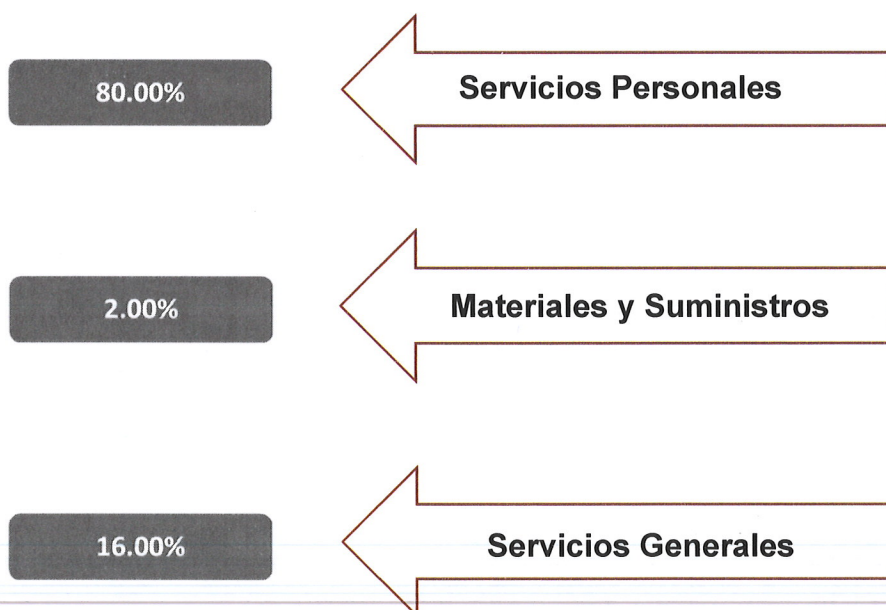 80.00%
Servicios Personales
2.00%
Materiales y Suministros
16.00%
Servicios Generales